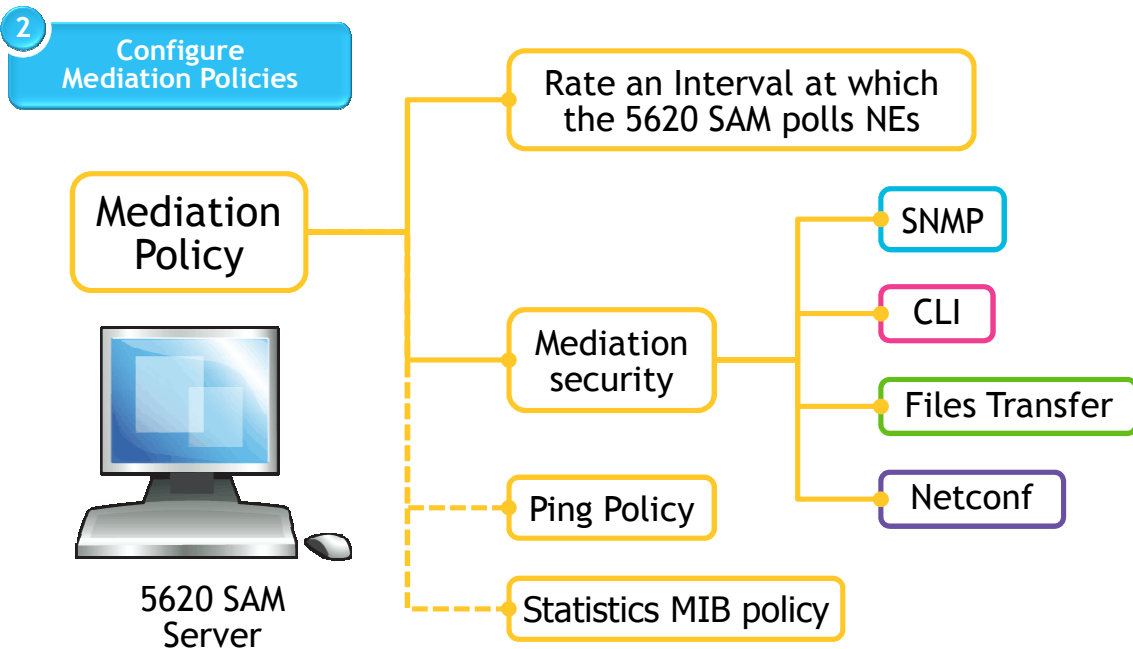 2
Configure
Mediation Policies
Rate an Interval at which
the 5620 SAM polls NEs
Mediation
Policy
SNMP
CLI
Mediation
security
Files Transfer
Netconf
Ping Policy
Statistics MIB policy
5620 SAM
Server